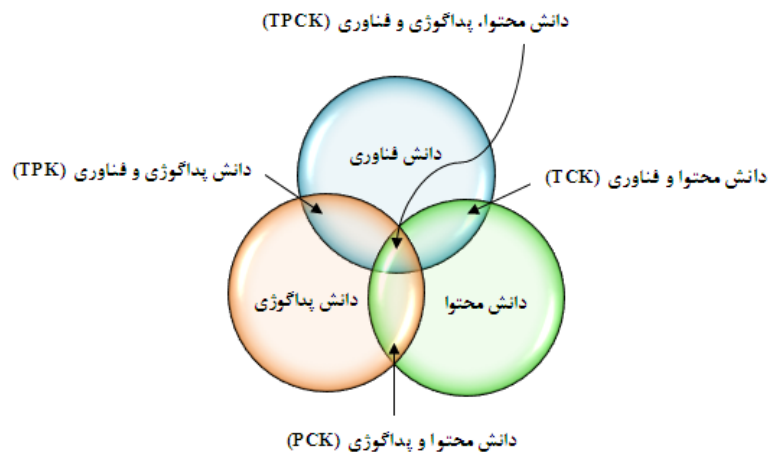 دانش محتوا، پداگوژی و فناوری (TPCK)
دانش فناوری
دانش پداگوژی و فناوری (TPK)
دانش محتوا و فناوری (TCK)
دانش پداگوژی
دانش محتوا
دانش محتوا و پداگوژی (PCK)